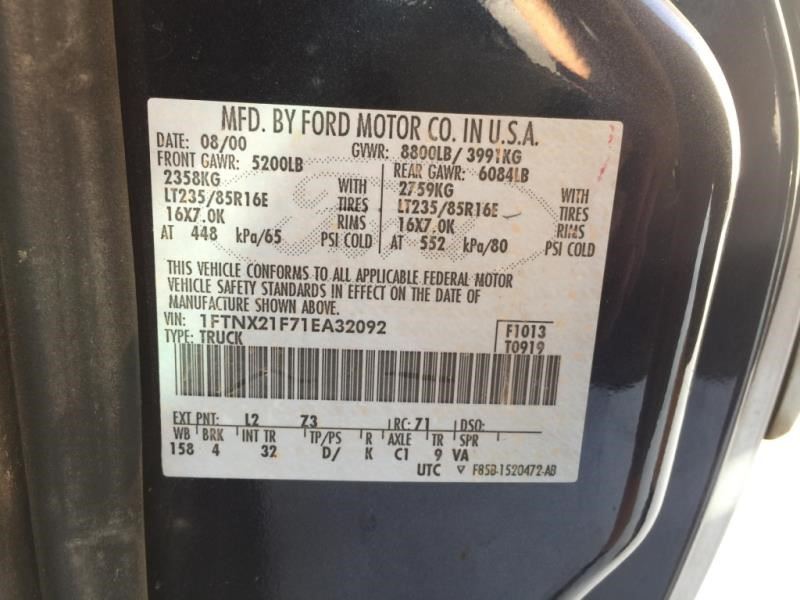 MFD. BY FORD MOTOR CO. IN U.S.A.
DATE: 08/00 GVWR: 8800LB/ 3991KG
FRONT GAWR: 5200LB REAR GAWR: 6084LB
2358KG WITH 2759KG WITH
LT235/85R16E TIRES LT235/85R16E TIRES
16X7.0K RIMS 16X7.0K RIMS
AT 448 kPa/65 PSI COLD AT 552 kPa/80 PSI COLD
THIS VEHICLE CONFORMS TO ALL APPLICABLE FEDERAL MOTOR
VEHICLE SAFETY STANDARDS IN EFFECT ON THE DATE OF
MANUFACTURE SHOWN ABOVE.
VIN: 1FTNX21F71EA32092 F1013
TYPE: TRUCK T0919
EXT PNT: L2 Z3 RC: 71 DSO:
WB BRK INT TR TP/PS R AXLE TR SPR
158 4 32 D/ K C1 9 VA
UTC ▽ F85B-1520472-AB